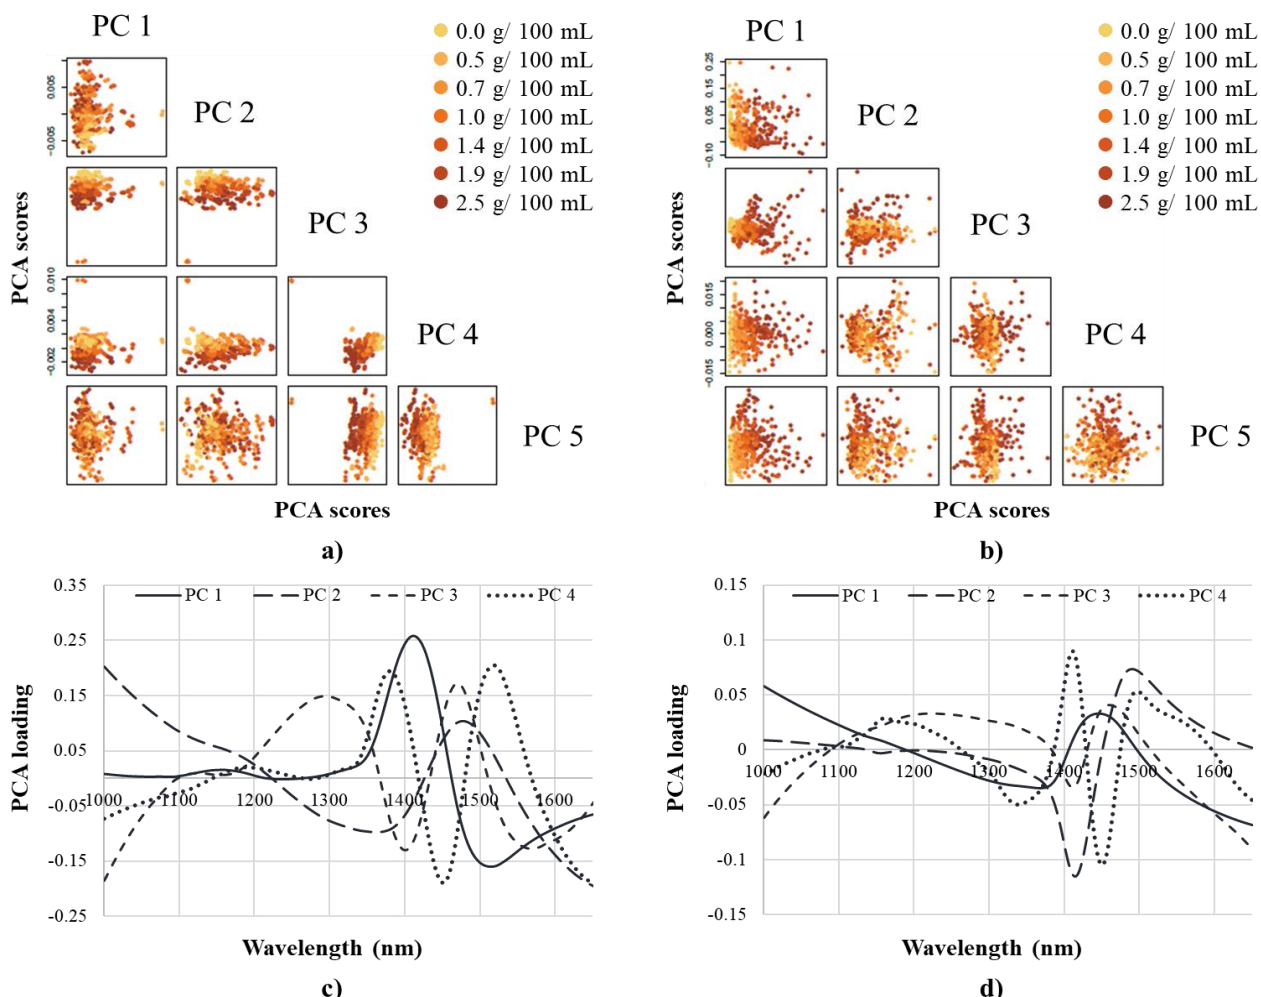 PC 1
0.0 g/ 100 mL
0.5 g/ 100 mL
0.7 g/ 100 mL
1.0 g/ 100 mL
1.4 g/ 100 mL
1.9 g/ 100 mL
2.5 g/ 100 mL
PC 2
PC 3
PC 4
PC 5
0.005
-0.005
0.010
0.004
-0.002
PCA scores
PCA scores
a)
PC 1
0.0 g/ 100 mL
0.5 g/ 100 mL
0.7 g/ 100 mL
1.0 g/ 100 mL
1.4 g/ 100 mL
1.9 g/ 100 mL
2.5 g/ 100 mL
PC 2
PC 3
PC 4
PC 5
0.25
0.15
0.05
-0.10
0.015
0.000
-0.015
PCA scores
PCA scores
b)
PC 1 PC 2 PC 3 PC 4
0.35
0.25
0.15
0.05
-0.05
-0.15
-0.25
1000 1100 1200 1300 1400 1500 1600
PCA loading
Wavelength (nm)
c)
PC 1 PC 2 PC 3 PC 4
0.15
0.1
0.05
0
-0.05
-0.1
-0.15
1000 1100 1200 1300 1400 1500 1600
PCA loading
Wavelength (nm)
d)